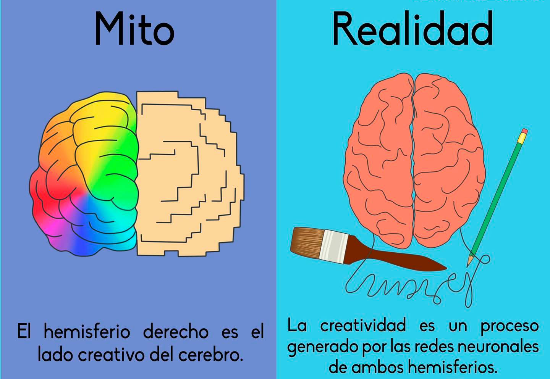 Mito
El hemisferio derecho es el
lado creativo del cerebro.
Realidad
La creatividad es un proceso
generado por las redes neuronales
de ambos hemisferios.